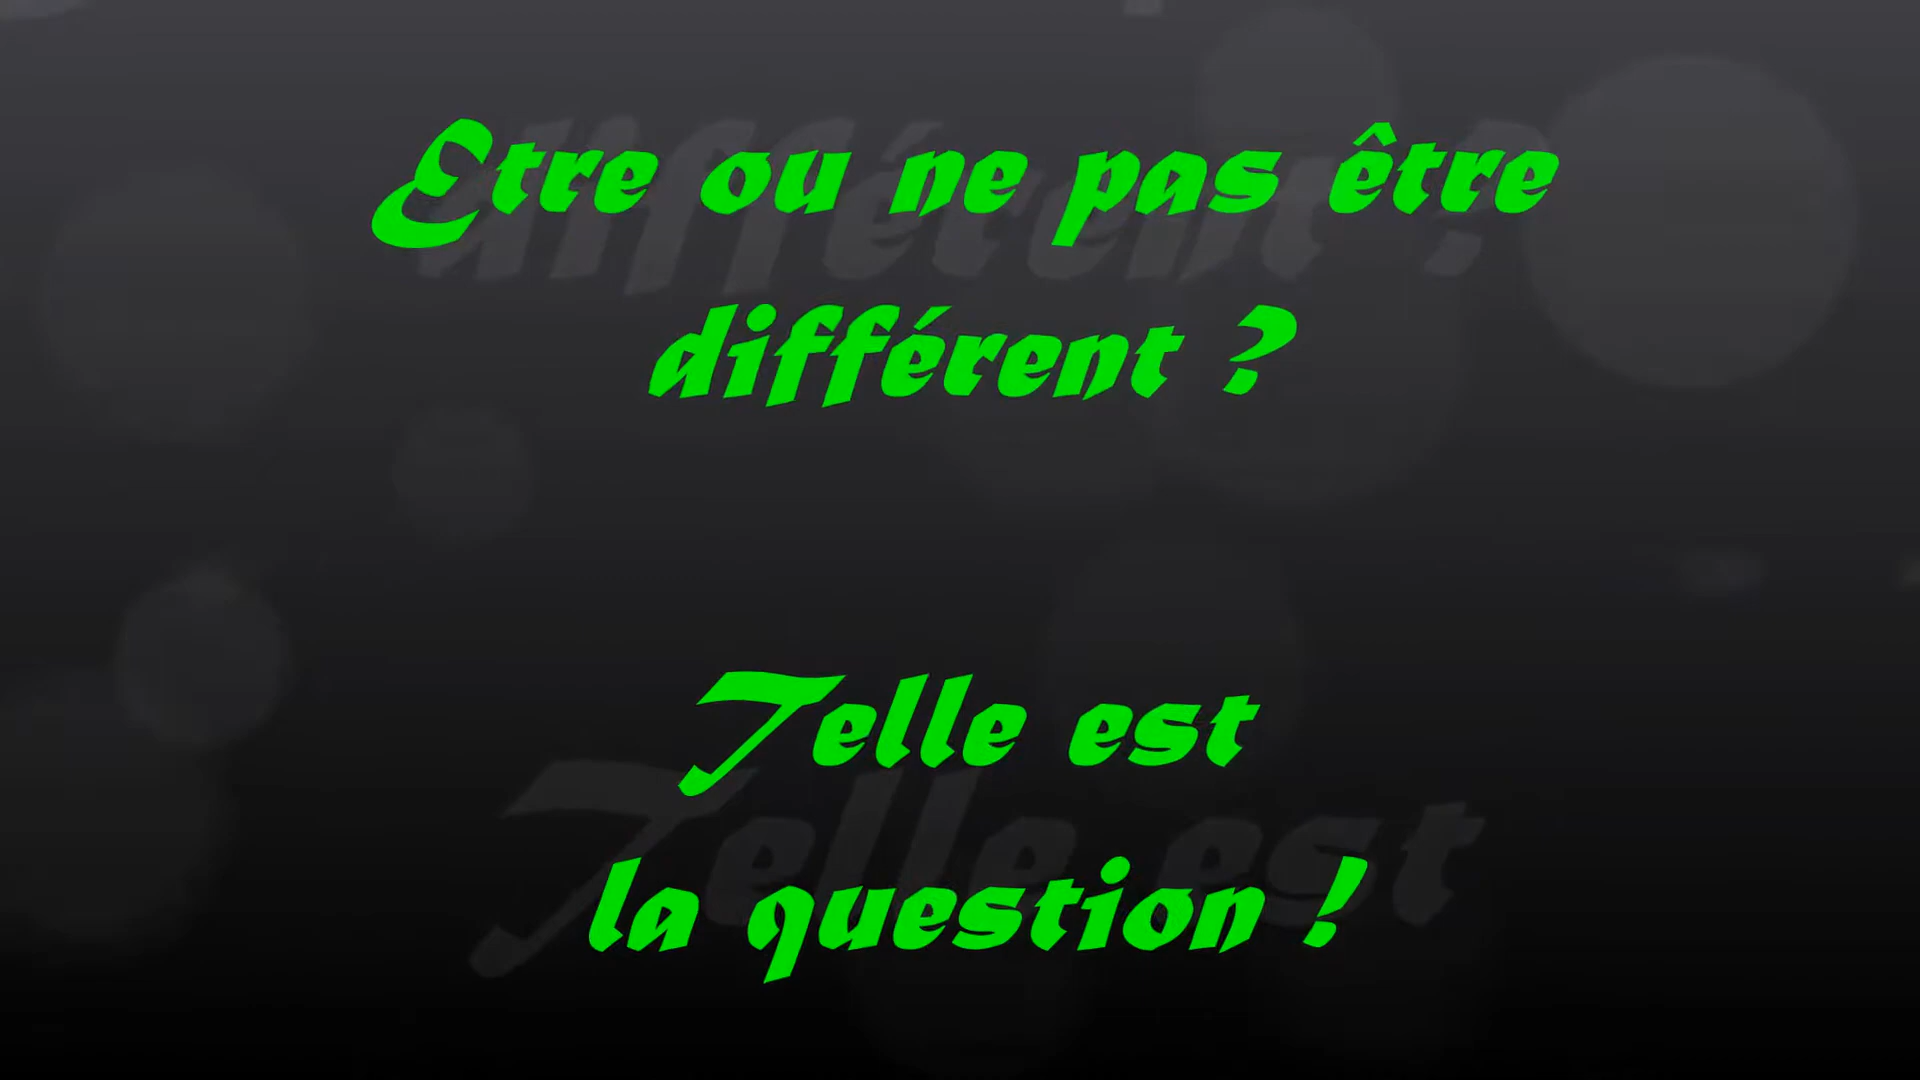 Etre ou ne pas être
différent ?
Telle est
la question !